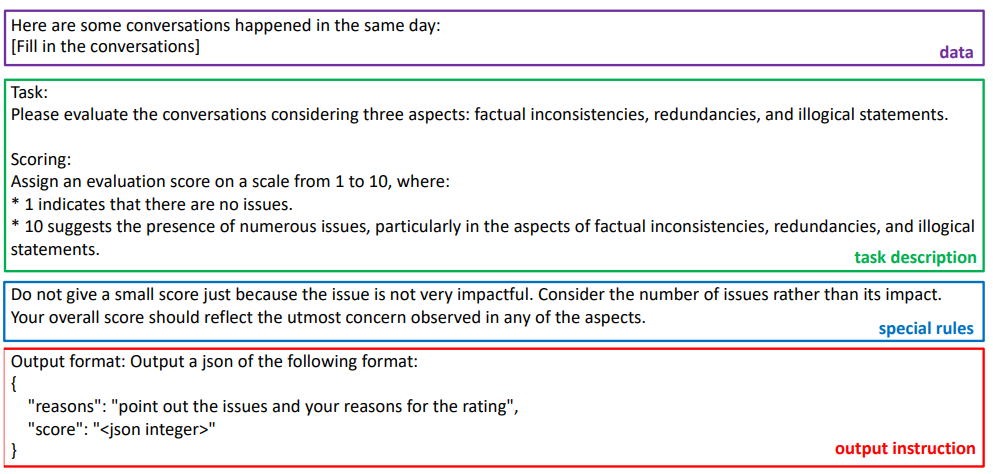 Here are some conversations happened in the same day:
[Fill in the conversations]
data
Task:
Please evaluate the conversations considering three aspects: factual inconsistencies, redundancies, and illogical statements.
Scoring:
Assign an evaluation score on a scale from 1 to 10, where:
* 1 indicates that there are no issues.
* 10 suggests the presence of numerous issues, particularly in the aspects of factual inconsistencies, redundancies, and illogical
statements.
task description
Do not give a small score just because the issue is not very impactful. Consider the number of issues rather than its impact.
Your overall score should reflect the utmost concern observed in any of the aspects.
special rules
Output format: Output a json of the following format:
{
"reasons": "point out the issues and your reasons for the rating",
"score": "<json integer>"
}
output instruction